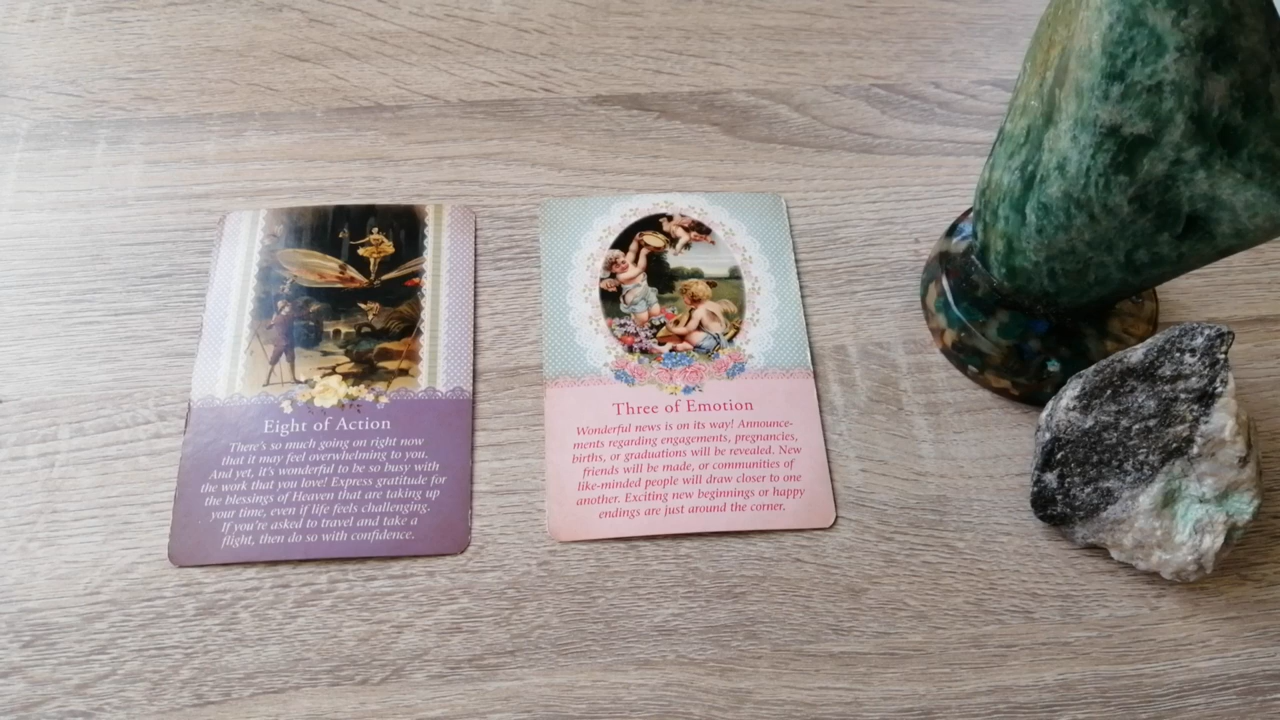 Eight of Action
There's so much going on right now
that it may feel overwhelming to you.
And yet, it's wonderful to be so busy with
the work that you love! Express gratitude for
the blessings of Heaven that are taking up
your time, even if life feels challenging.
If you're asked to travel and take a
flight, then do so with confidence.
Three of Emotion
Wonderful news is on its way! Announce-
ments regarding engagements, pregnancies,
births, or graduations will be revealed. New
friends will be made, or communities of
like-minded people will draw closer to one
another. Exciting new beginnings or happy
endings are just around the corner.